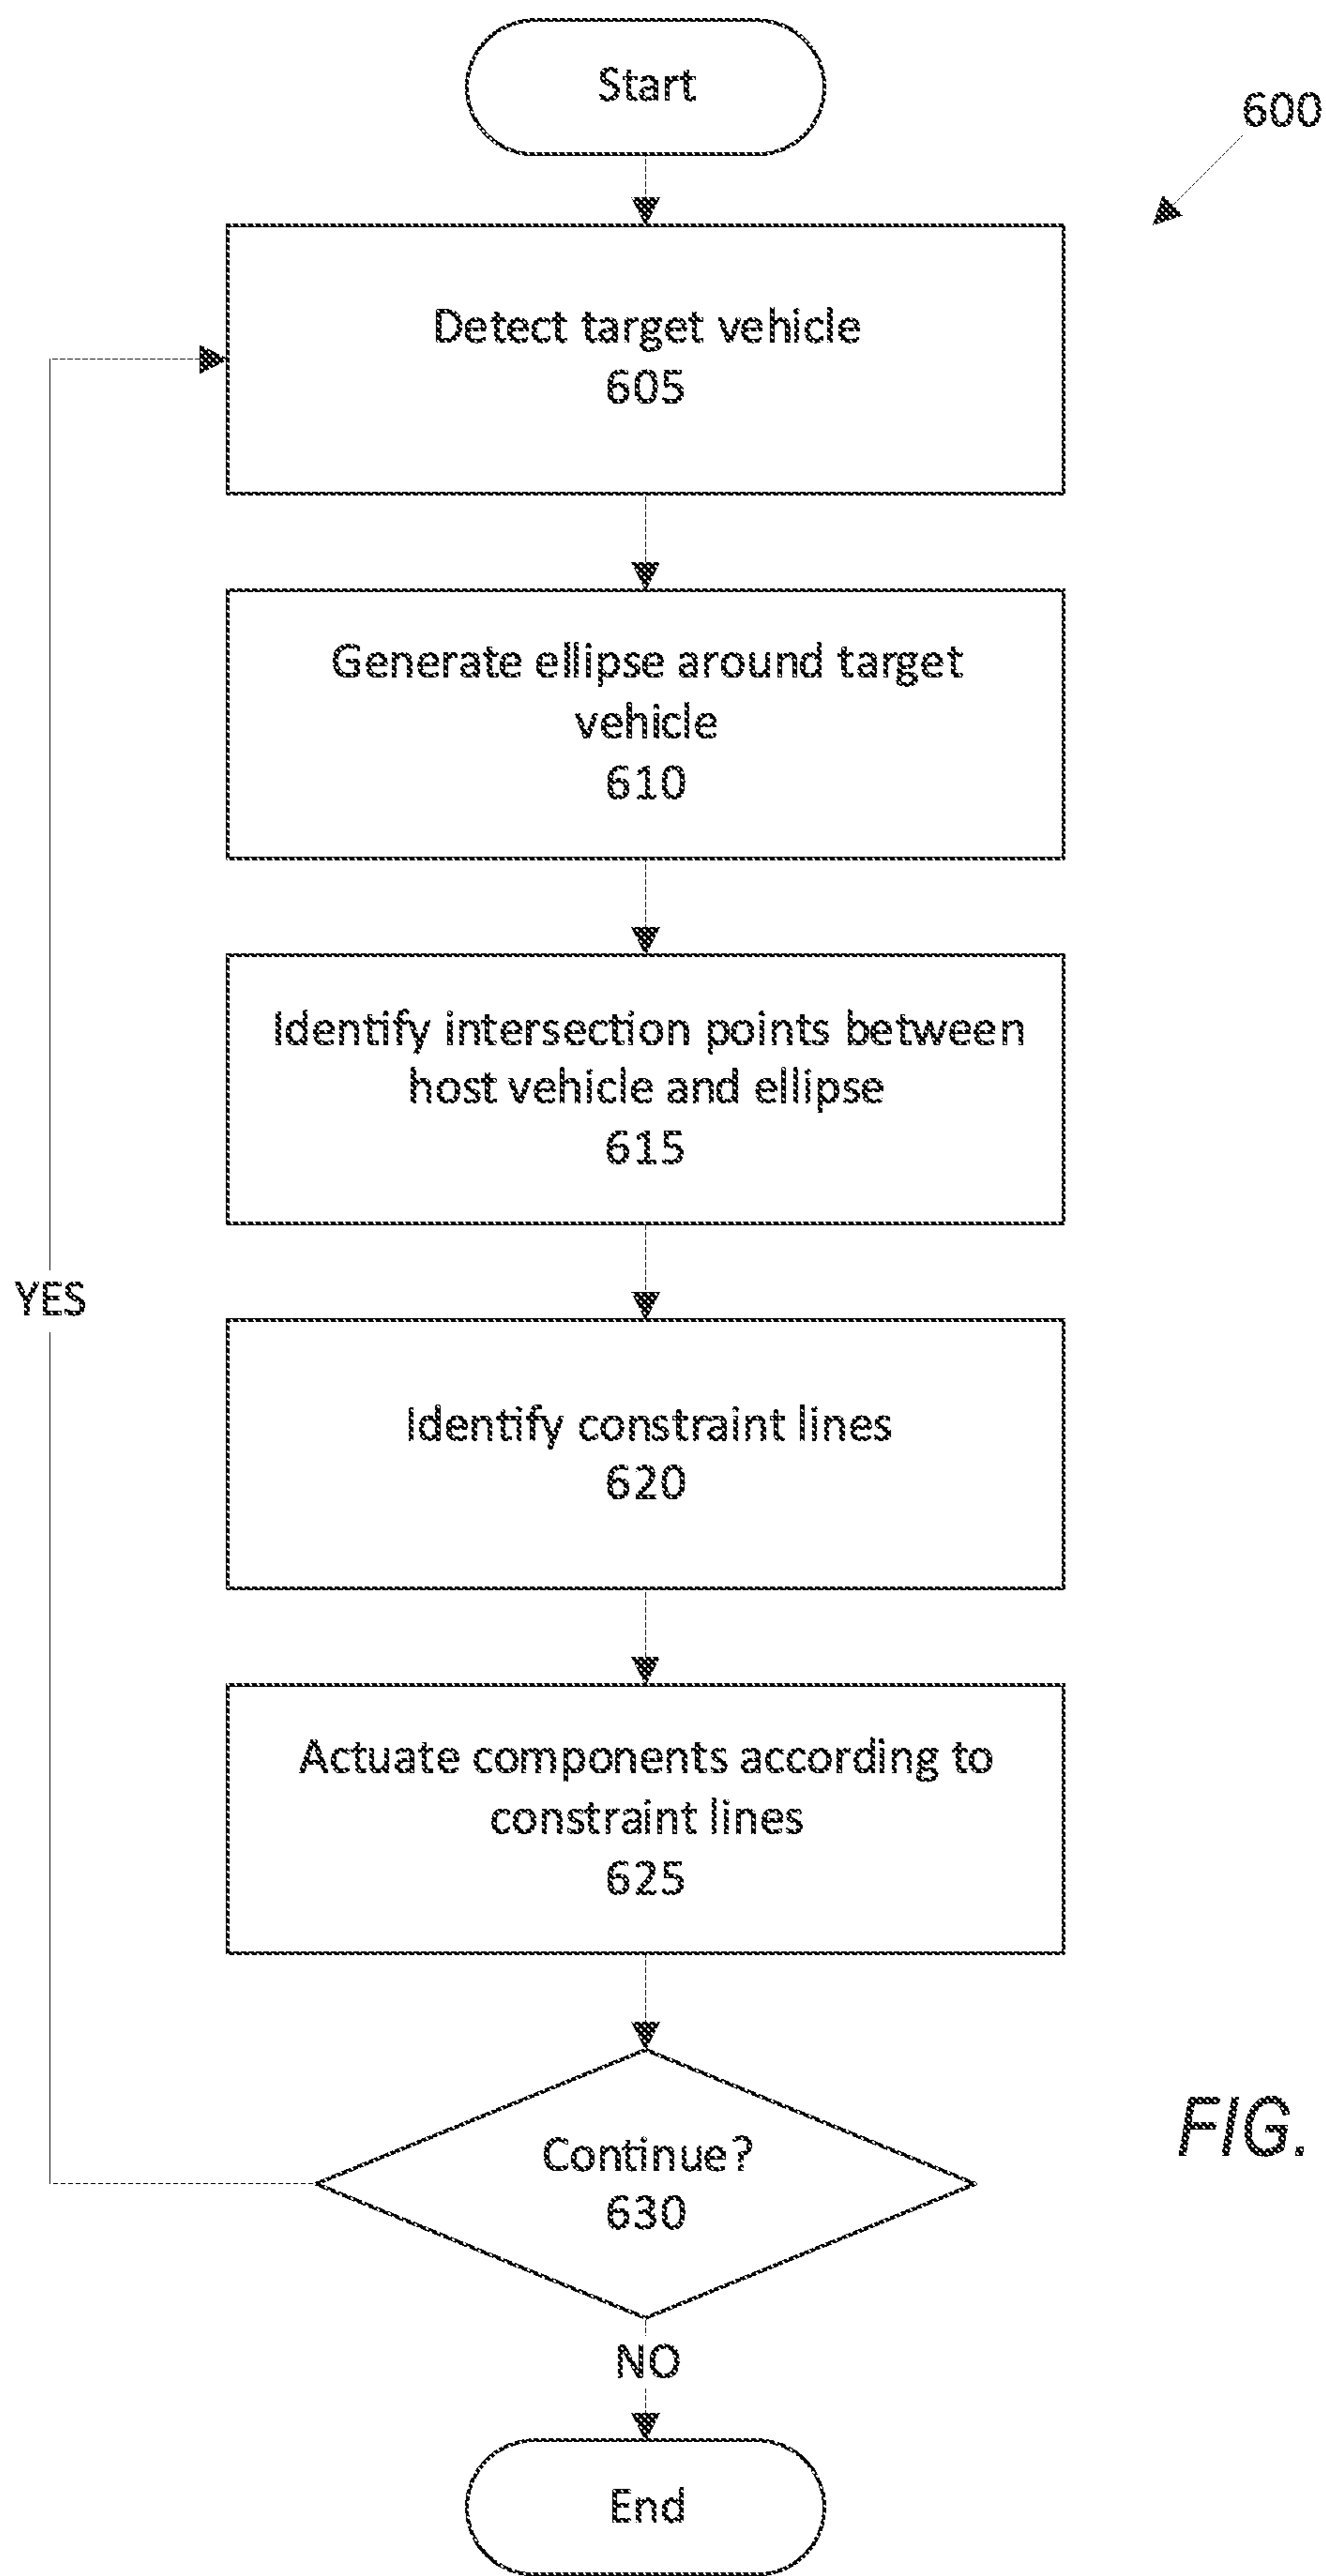 Start
600
Detect target vehicle
605
Generate ellipse around target
vehicle
610
Identify intersection points between
host vehicle and ellipse
615
YES
Identify constraint lines
620
Actuate components according to
constraint lines
625
FIG.
Continue?
630
NO
End